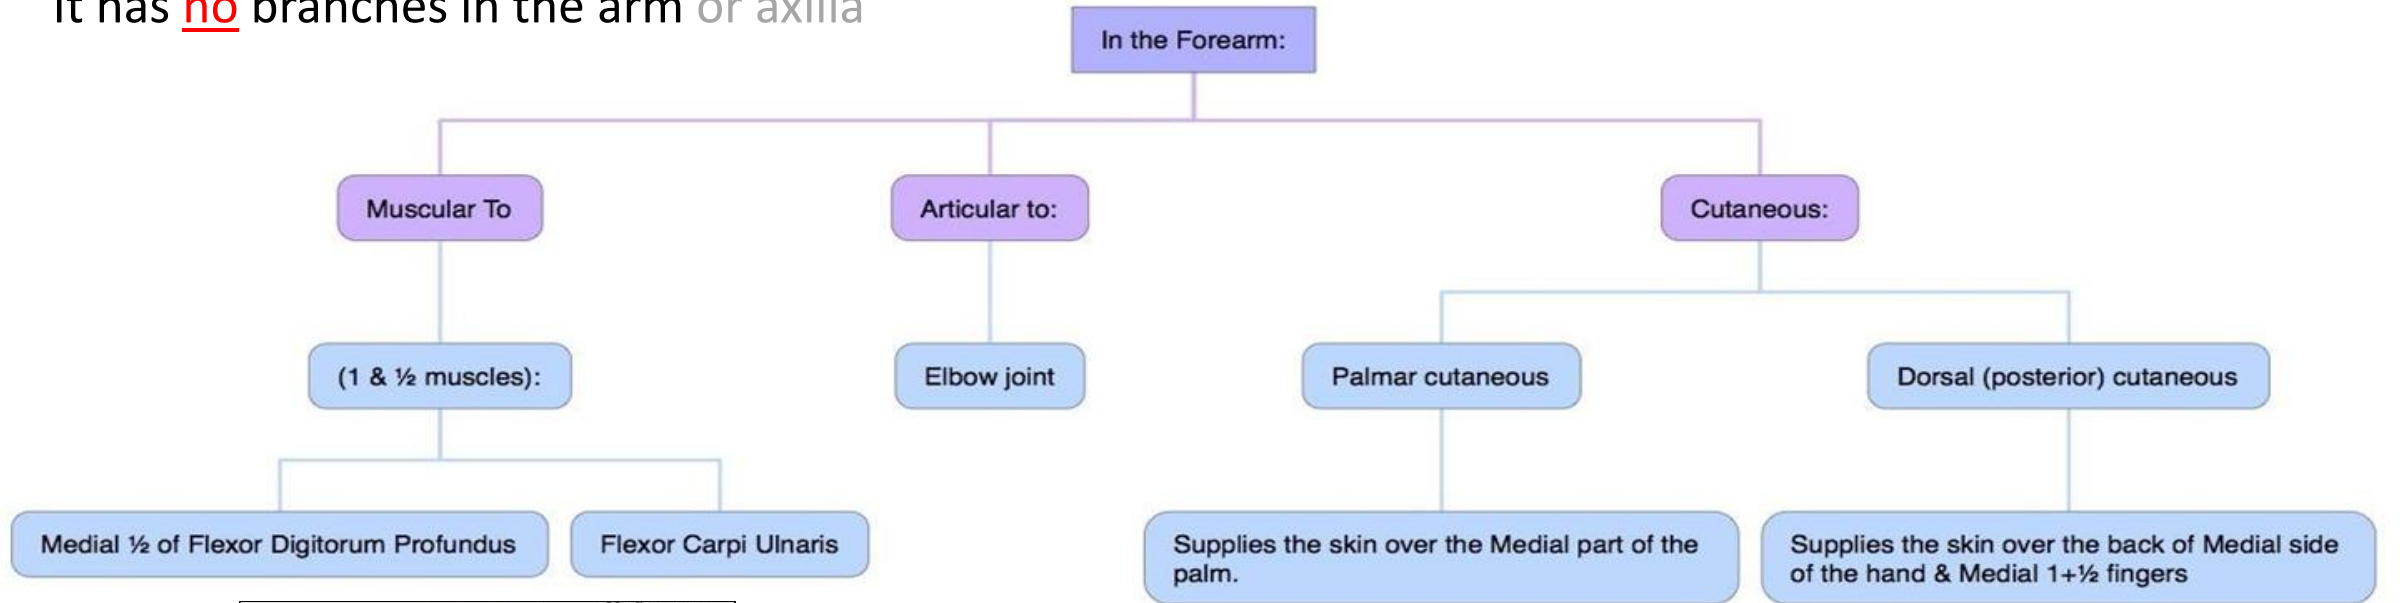 It has no branches in the arm or axilla
In the Forearm:
Muscular To
Articular to:
Cutaneous:
(1 & ½ muscles):
Elbow joint
Palmar cutaneous
Dorsal (posterior) cutaneous
Medial ½ of Flexor Digitorum Profundus
Flexor Carpi Ulnaris
Supplies the skin over the Medial part of the
palm.
Supplies the skin over the back of Medial side
of the hand & Medial 1+½ fingers